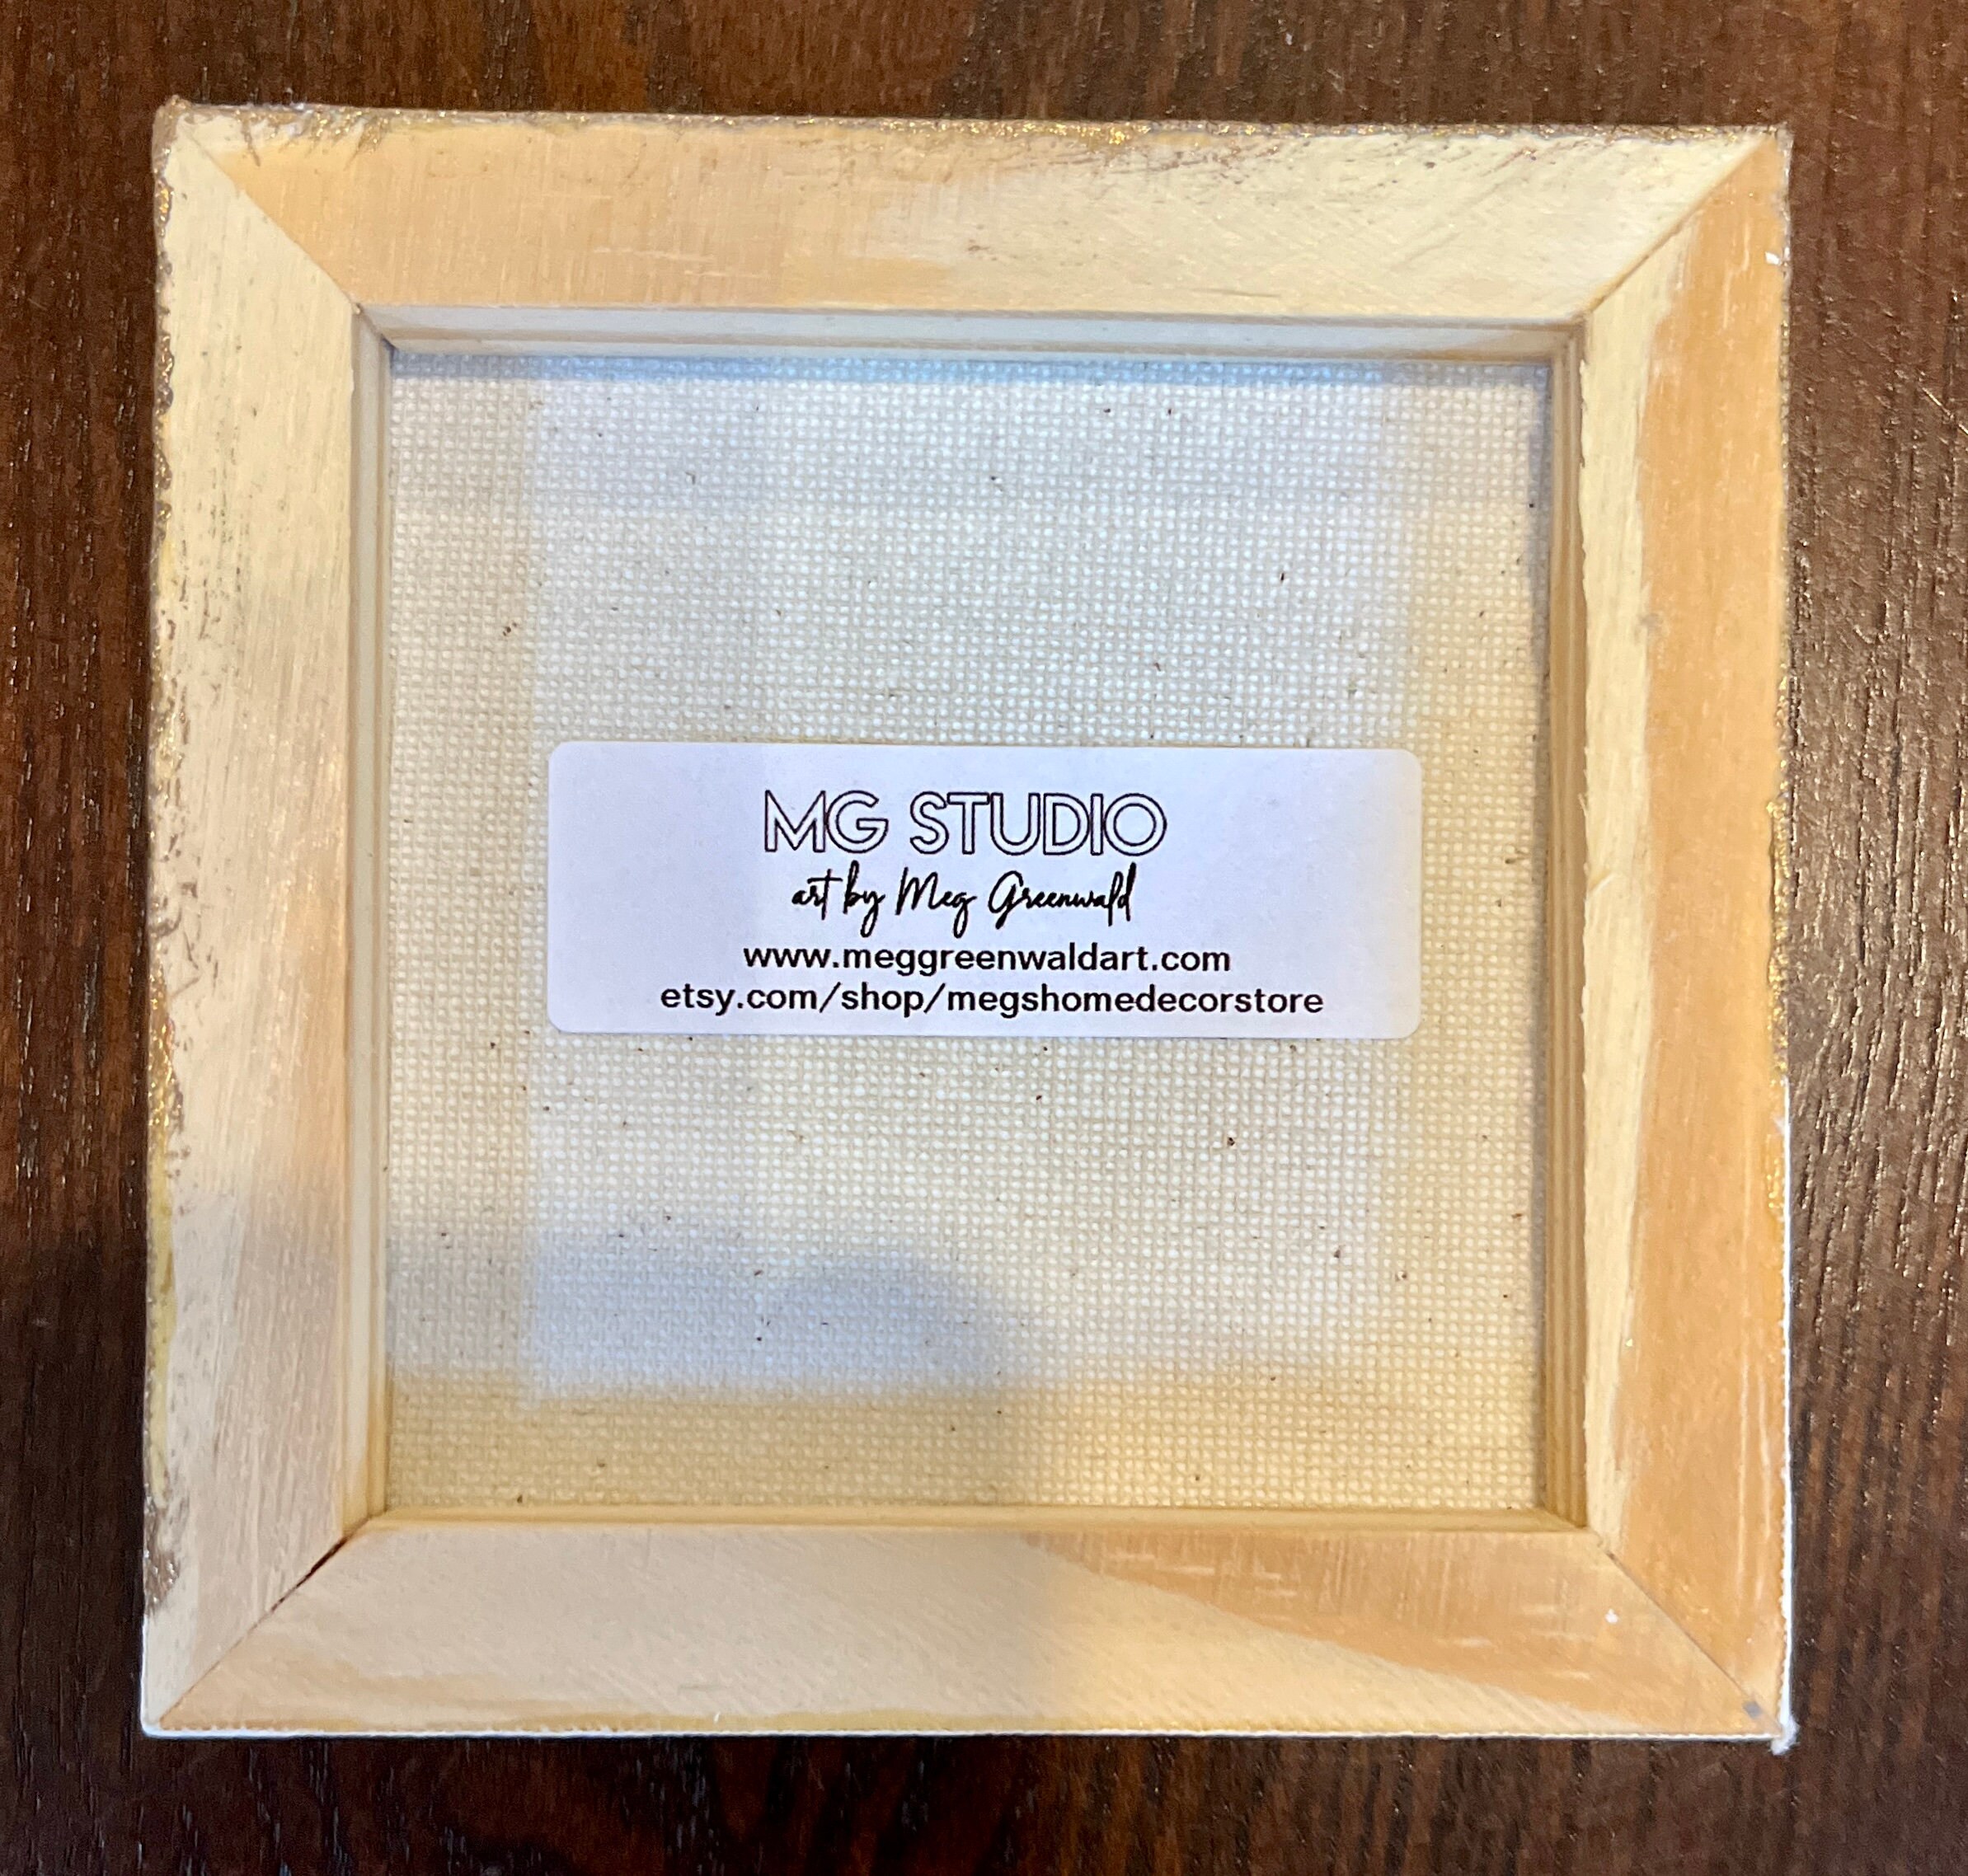 MG STUDIO
art by Meg Greenwald
www.meggreenwaldart.com
etsy.com/shop/megshomedecorstore